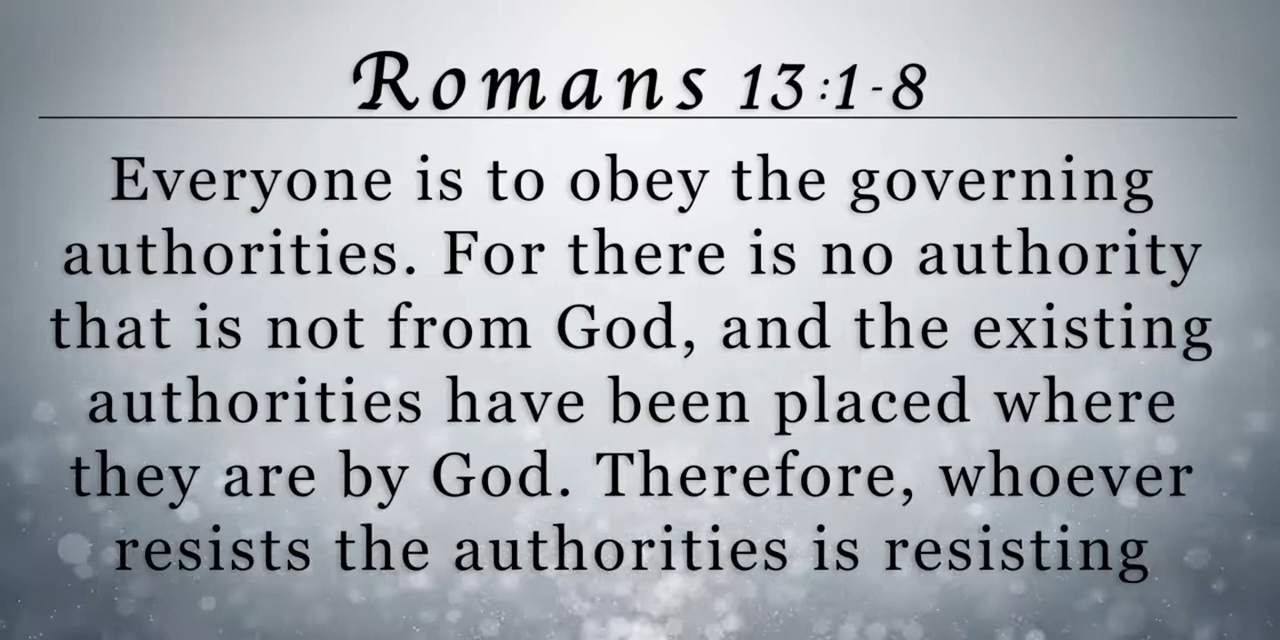 Romans 13:1-8
Everyone is to obey the governing
authorities. For there is no authority
that is not from God, and the existing
authorities have been placed where
they are by God. Therefore, whoever
resists the authorities is resisting